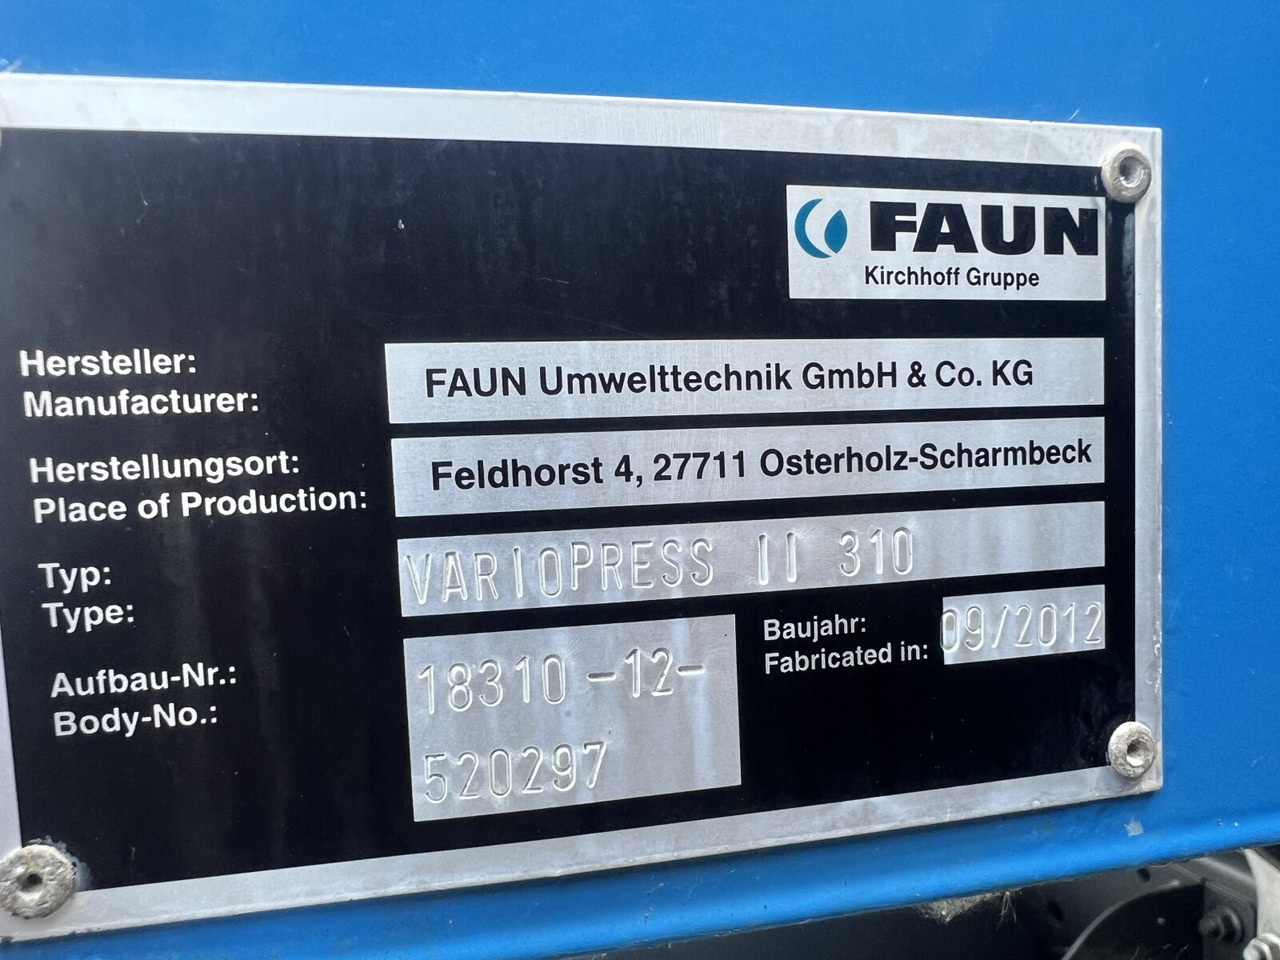 FAUN
Kirchhoff Gruppe
Hersteller:
Manufacturer:
FAUN Umwelttechnik GmbH & Co. KG
Herstellungsort:
Place of Production:
Feldhorst 4, 27711 Osterholz-Scharmbeck
Typ:
Type:
VARIOPRESS II 310
Aufbau-Nr.:
Body-No.:
18310-12-
520297
Baujahr:
Fabricated in:
09/2012